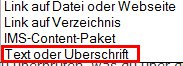 Link auf Datei oder Webseite
Link auf Verzeichnis
IMS-Content-Paket
Text oder Überschrift